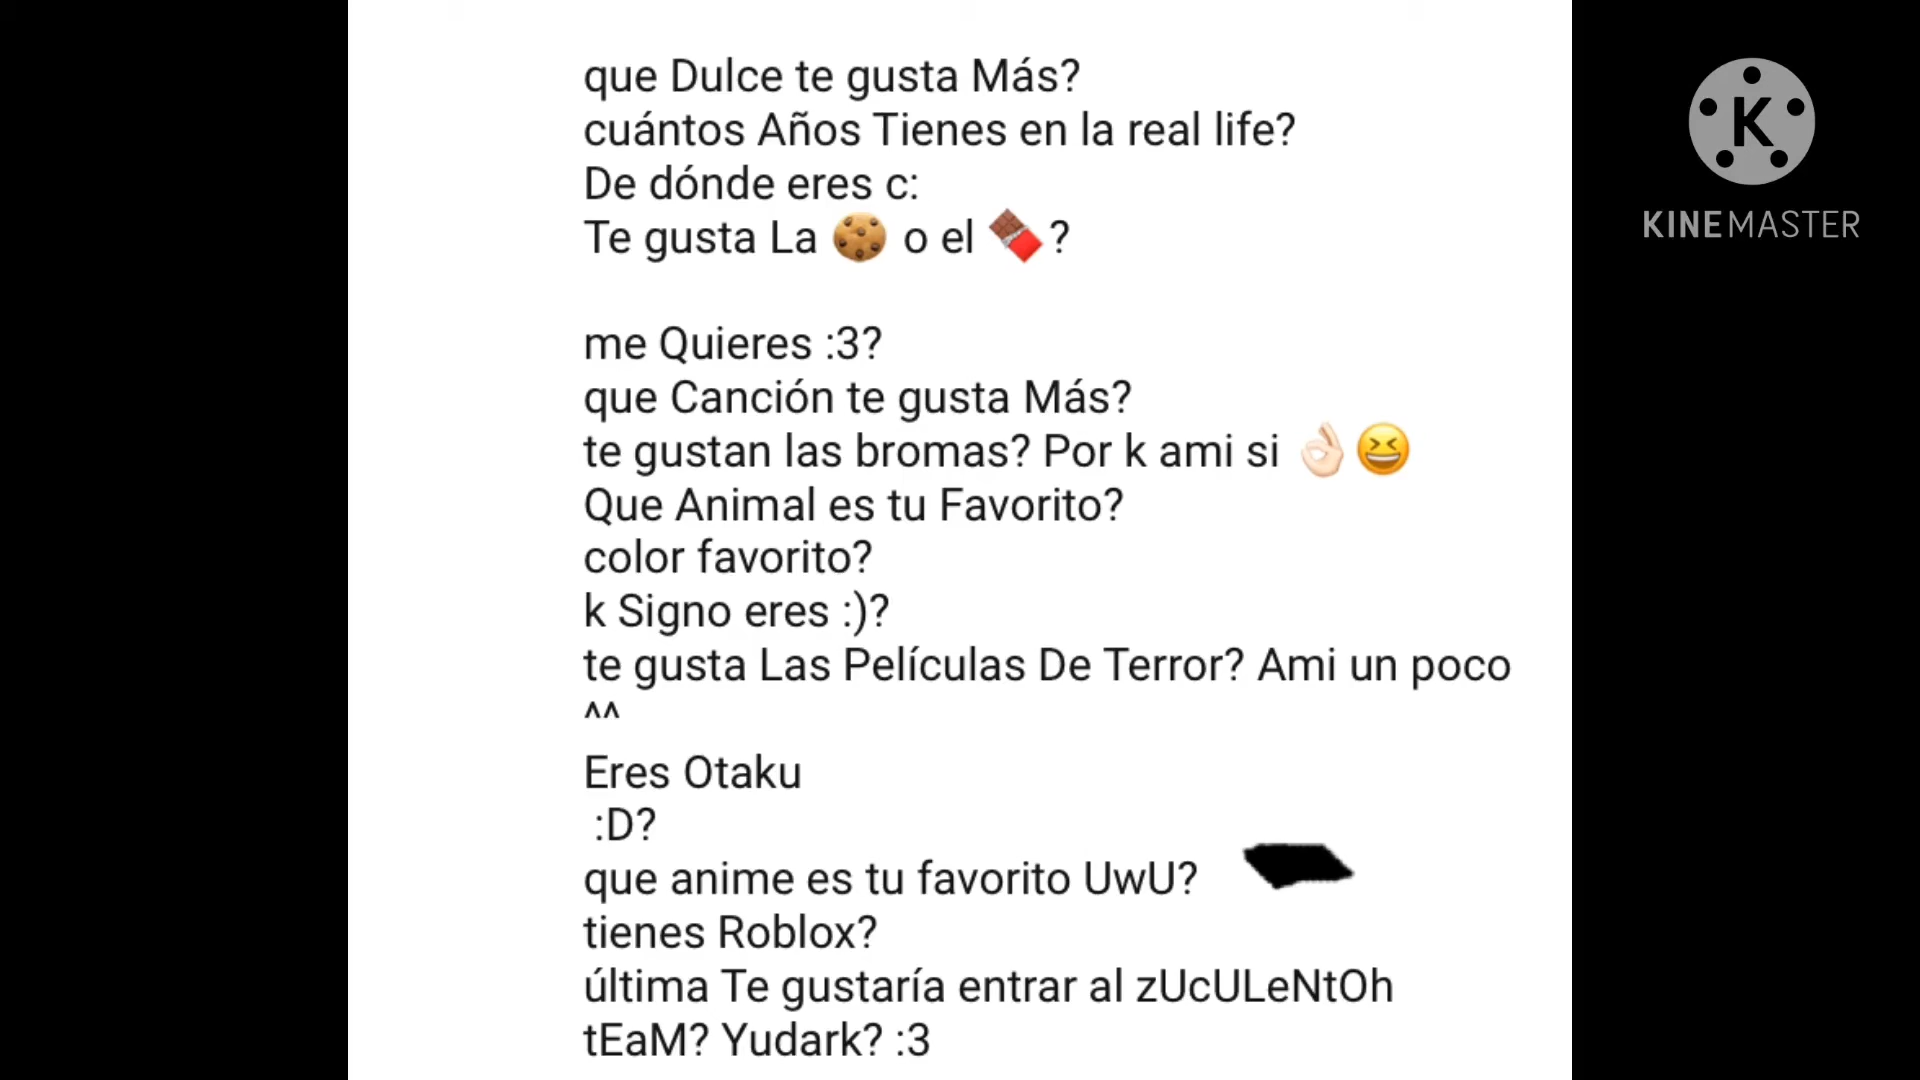 que Dulce te gusta Más?
cuántos Años Tienes en la real life?
De dónde eres c:
Te gusta La 🍪 o el 🍫?
me Quieres :3?
que Canción te gusta Más?
te gustan las bromas? Por k ami si 👌🏻😆
Que Animal es tu Favorito?
color favorito?
k Signo eres :)?
te gusta Las Películas De Terror? Ami un poco
^^
Eres Otaku
:D?
que anime es tu favorito UwU?
tienes Roblox?
última Te gustaría entrar al zUcULeNtOh
tEaM? Yudark? :3
K
KINEMASTER